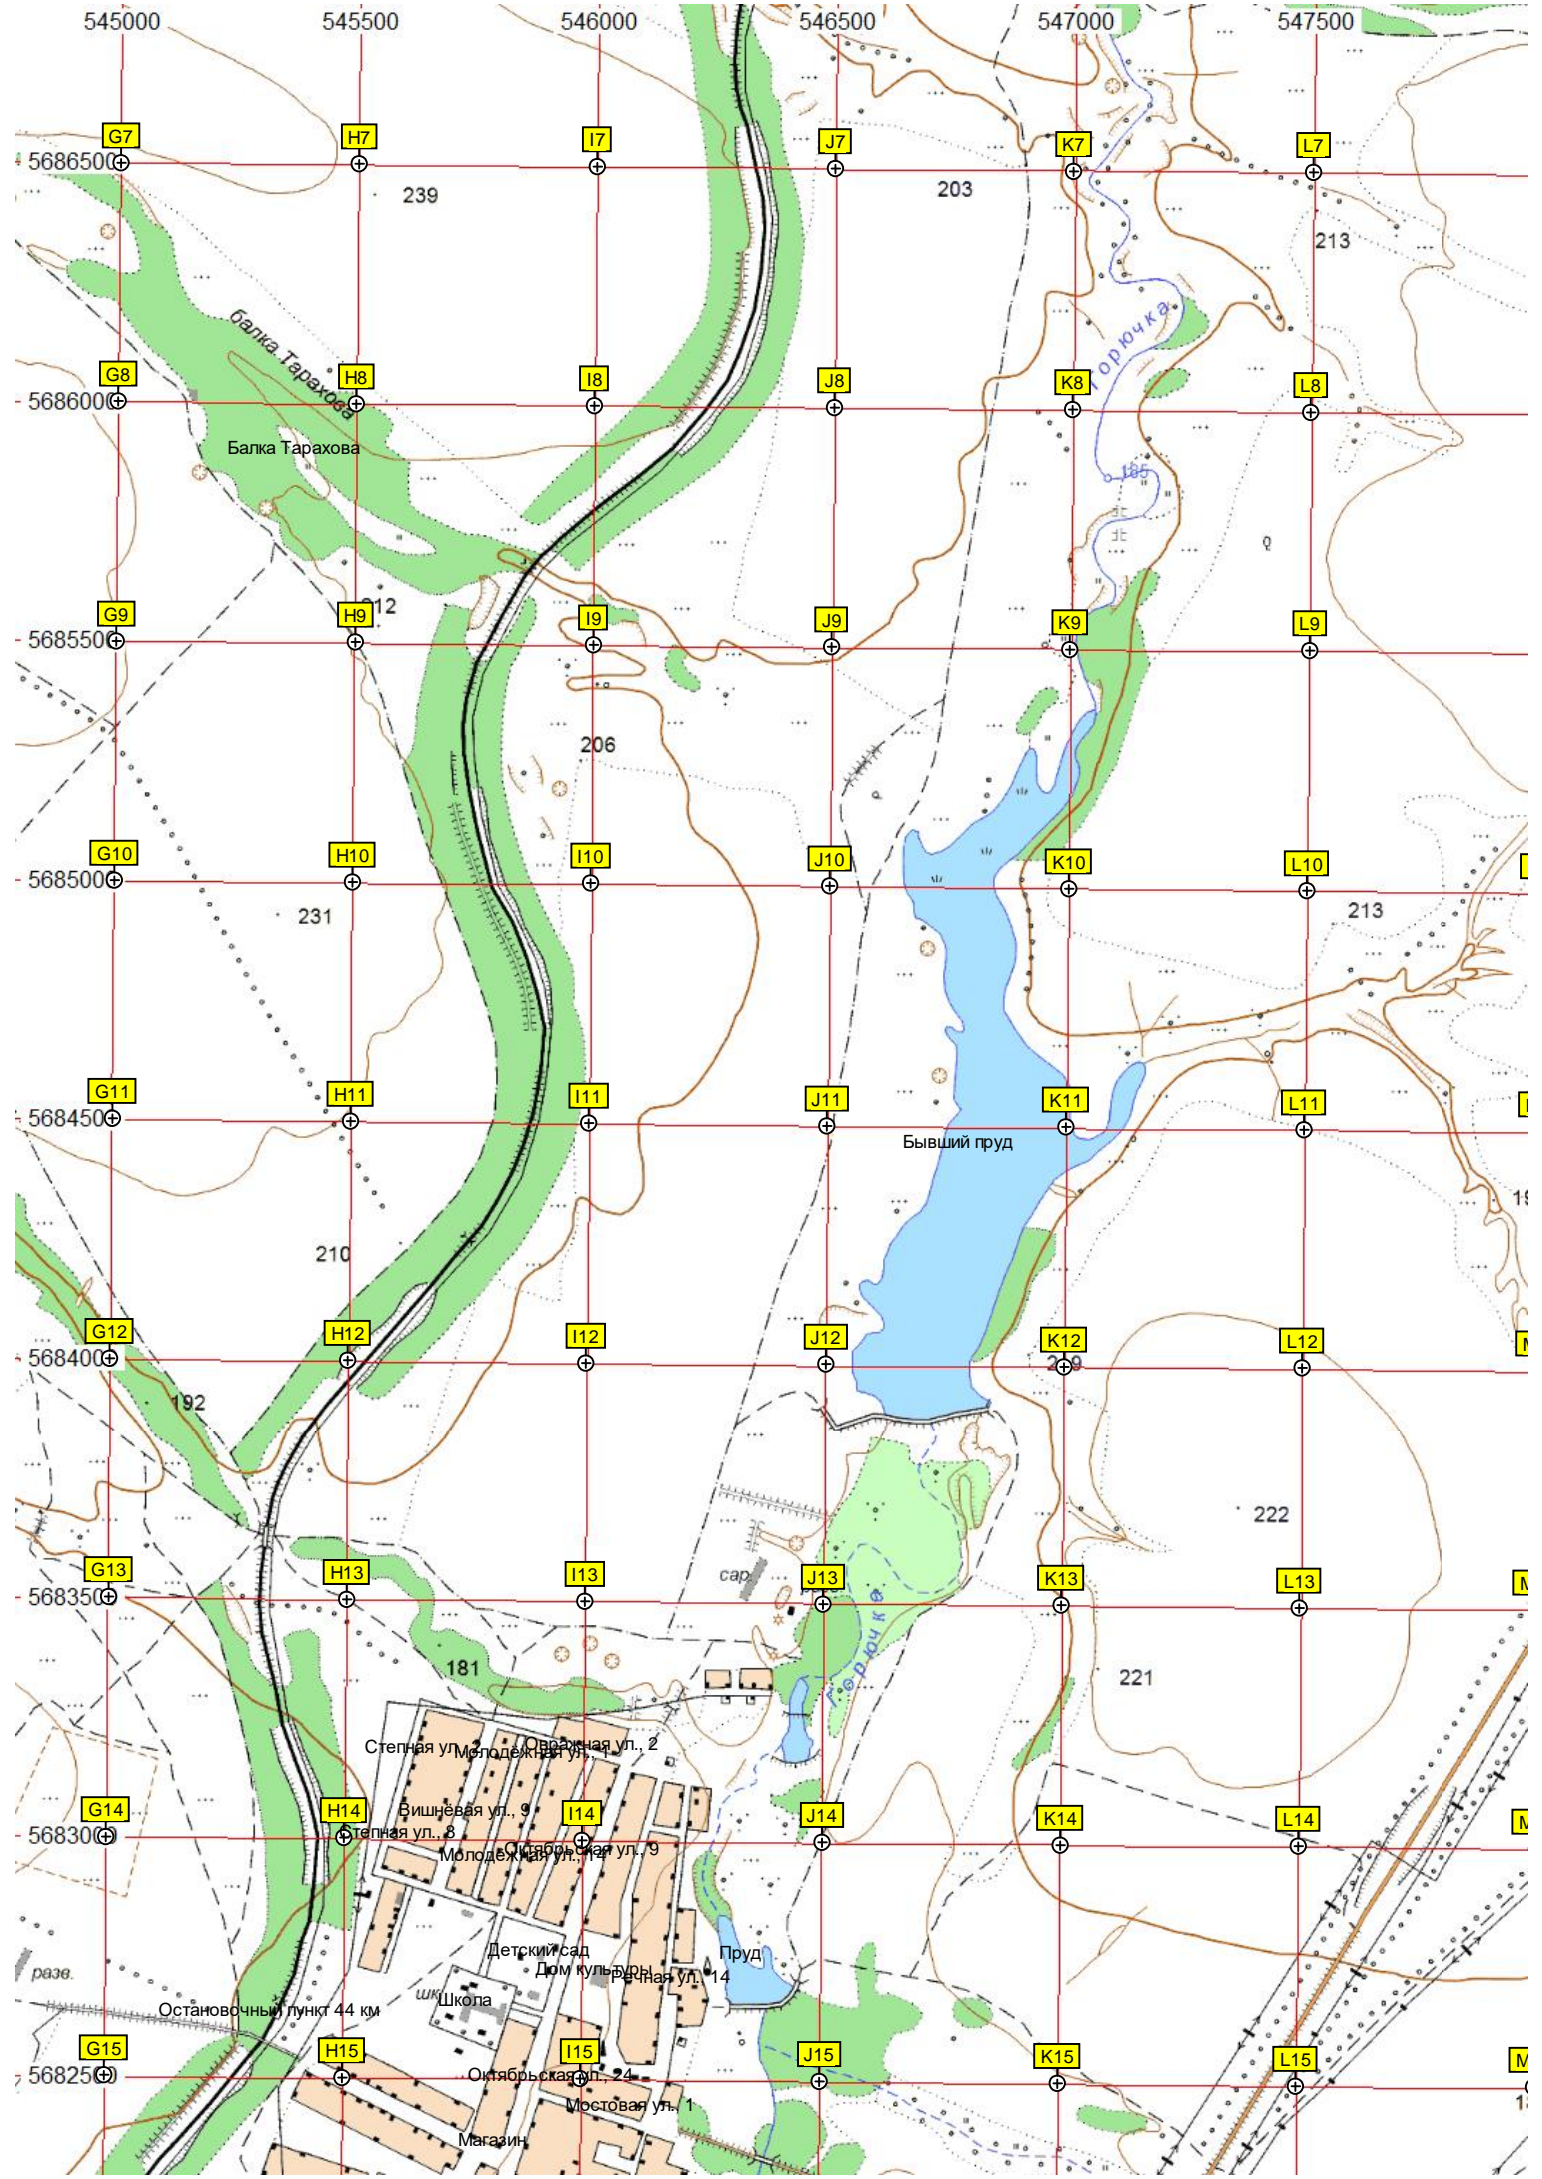 545000 545500 546000 546500 547000 547500
G7 H7 I7 J7 K7 L7
5686500
239 203
213
балка Тарахова
Горючка
G8 H8 I8 J8 K8 L8
5686000
Балка Тарахова
185
G9 H9 212 I9 J9 K9 L9
5685500
206
G10 H10 I10 J10 K10 L10
5685000
231 213
G11 H11 I11 J11 K11 L11
5684500
Бывший пруд
210
G12 H12 I12 J12 K12 L12
5684000
192
222
сар.
G13 H13 I13 J13 K13 L13
5683500
Горючка
181 221
Степная ул., 2
Молодёжная ул., 1
Овражная ул., 2
G14 H14 I14 J14 K14 L14
5683000
Вишнёвая ул., 9
Степная ул., 8
Октябрьская ул., 9
Молодёжная ул., 14
Детский сад
Пруд
Дом культуры
Речная ул., 14
разв.
шк.
Школа
Остановочный пункт 44 км
G15 H15 I15 J15 K15 L15
5682500
Октябрьская ул., 24
Мостовая ул., 1
Магазин